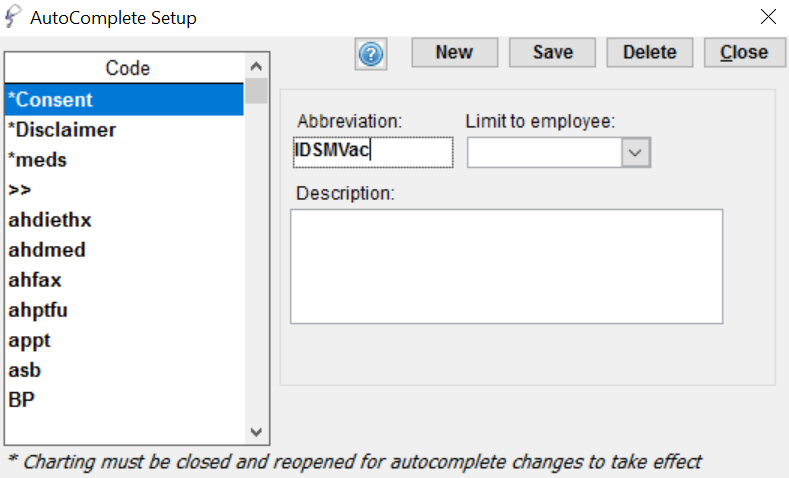 AutoComplete Setup
New Save Delete Close
Code
*Consent
*Disclaimer
*meds
>>
ahdiethx
ahdmed
ahfax
ahptfu
appt
asb
BP
Abbreviation: Limit to employee:
IDSMVac
Description:
* Charting must be closed and reopened for autocomplete changes to take effect